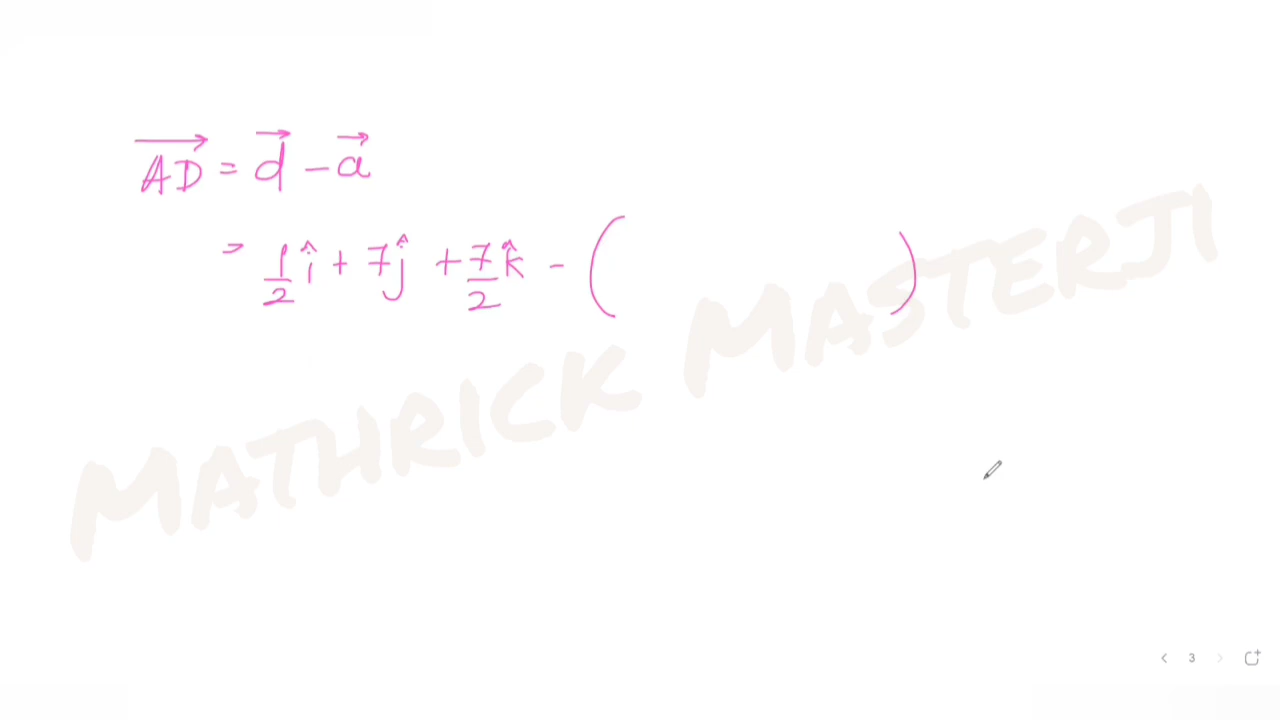 AD⃗ = d⃗ − a⃗
= 1/2 î + 7ĵ + 7/2 k̂ − ( )
MATHRICK MASTERJI
3